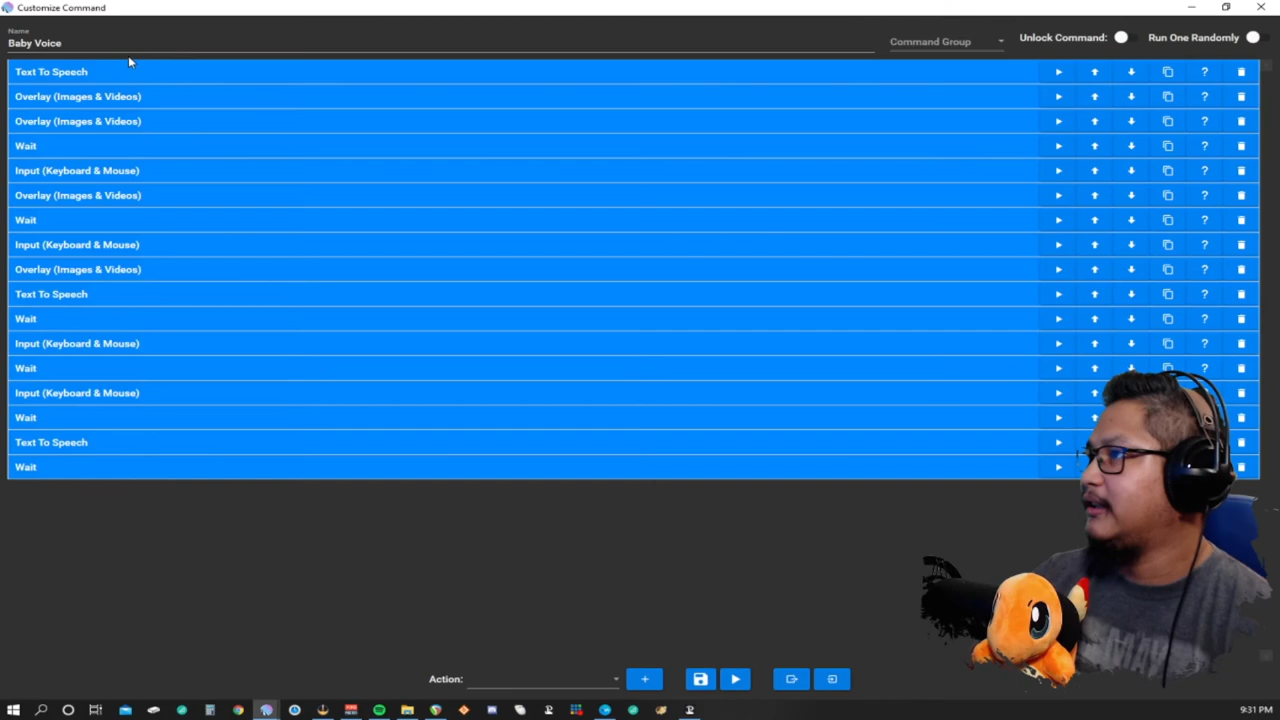 Customize Command
Name
Baby Voice
Command Group
Unlock Command:
Run One Randomly
Text To Speech
Overlay (Images & Videos)
Overlay (Images & Videos)
Wait
Input (Keyboard & Mouse)
Overlay (Images & Videos)
Wait
Input (Keyboard & Mouse)
Overlay (Images & Videos)
Text To Speech
Wait
Input (Keyboard & Mouse)
Wait
Input (Keyboard & Mouse)
Wait
Text To Speech
Wait
Action:
9:31 PM